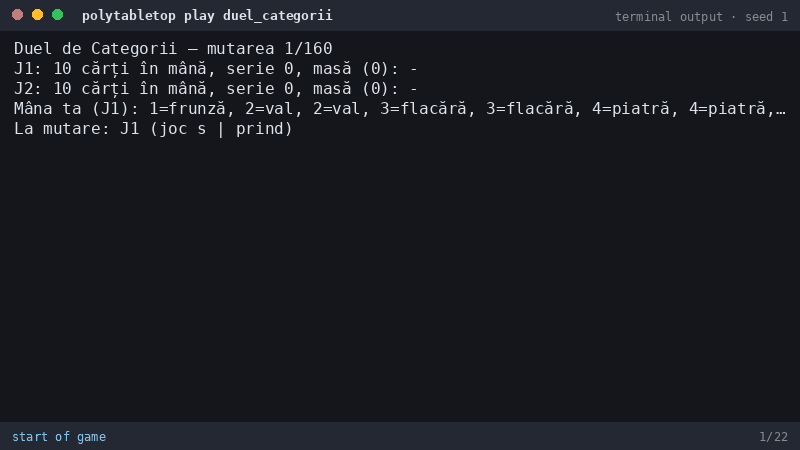 polytabletop play duel_categorii
terminal output · seed 1
Duel de Categorii — mutarea 1/160
J1: 10 cărți în mână, serie 0, masă (0): -
J2: 10 cărți în mână, serie 0, masă (0): -
Mâna ta (J1): 1=frunză, 2=val, 2=val, 3=flacără, 3=flacără, 4=piatră, 4=piatră,…
La mutare: J1 (joc s | prind)
start of game
1/22